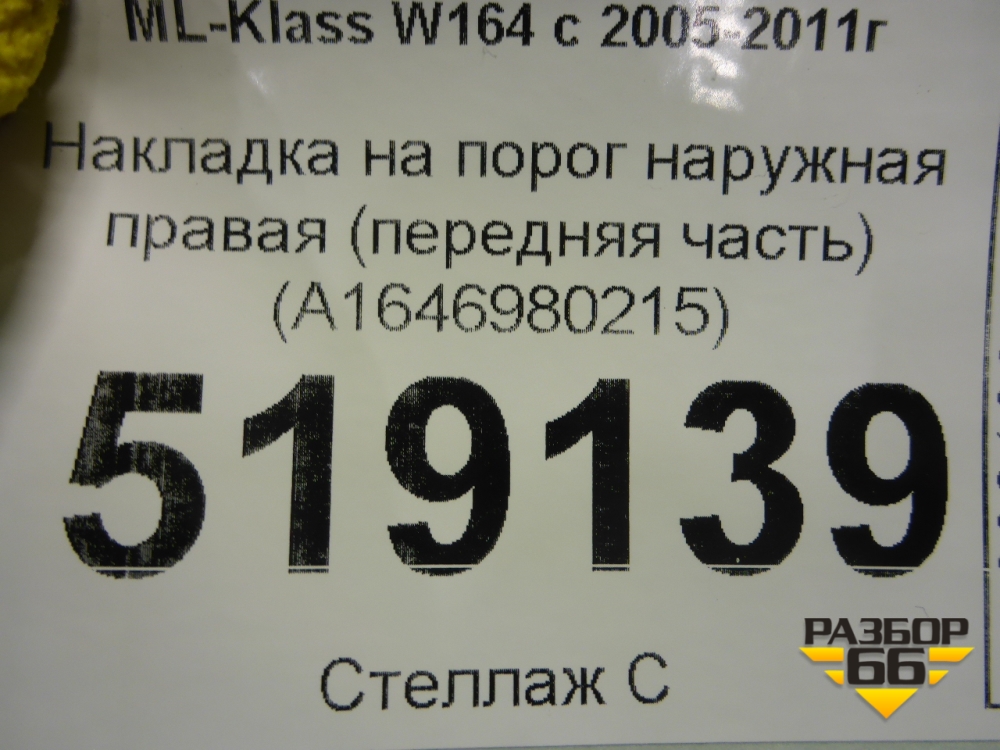 ML-Klass W164 с 2005-2011г
Накладка на порог наружная
правая (передняя часть)
(A1646980215)
519139
Стеллаж С
РАЗБОР
66